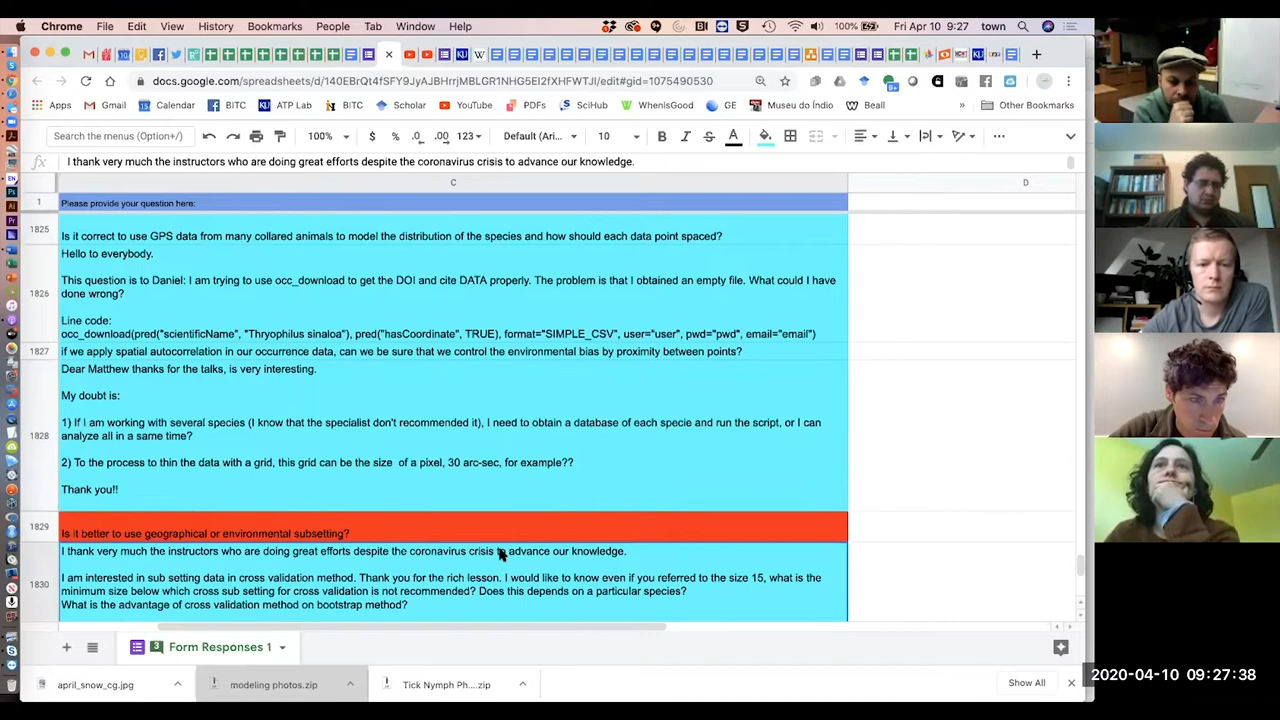 Chrome File Edit View History Bookmarks People Tab Window Help 100% Fri Apr 10 9:27 town
docs.google.com/spreadsheets/d/140EBrQt4fSFY9JyAJBHrrjMBLGR1NHG5EI2fXHFWTJI/edit#gid=1075490530
Apps Gmail Calendar BITC ATP Lab BITC Scholar YouTube PDFs SciHub WhenIsGood GE Museu do Índio Beall » Other Bookmarks
Search the menus (Option+/) 100% $ % .0 .00 123 Default (Ari... 10 B I S A
fx I thank very much the instructors who are doing great efforts despite the coronavirus crisis to advance our knowledge.
C D
1 Please provide your question here:
1825 Is it correct to use GPS data from many collared animals to model the distribution of the species and how should each data point spaced?
Hello to everybody.
This question is to Daniel: I am trying to use occ_download to get the DOI and cite DATA properly. The problem is that I obtained an empty file. What could I have
1826 done wrong?
Line code:
occ_download(pred("scientificName", "Thryophilus sinaloa"), pred("hasCoordinate", TRUE), format="SIMPLE_CSV", user="user", pwd="pwd", email="email")
1827 if we apply spatial autocorrelation in our occurrence data, can we be sure that we control the environmental bias by proximity between points?
Dear Matthew thanks for the talks, is very interesting.
My doubt is:
1) If I am working with several species (I know that the specialist don't recommended it), I need to obtain a database of each specie and run the script, or I can
1828 analyze all in a same time?
2) To the process to thin the data with a grid, this grid can be the size of a pixel, 30 arc-sec, for example??
Thank you!!
1829 Is it better to use geographical or environmental subsetting?
I thank very much the instructors who are doing great efforts despite the coronavirus crisis to advance our knowledge.
I am interested in sub setting data in cross validation method. Thank you for the rich lesson. I would like to know even if you referred to the size 15, what is the
1830 minimum size below which cross sub setting for cross validation is not recommended? Does this depends on a particular species?
What is the advantage of cross validation method on bootstrap method?
+ 3 Form Responses 1
april_snow_cg.jpg modeling photos.zip Tick Nymph Ph....zip Show All
2020-04-10 09:27:38